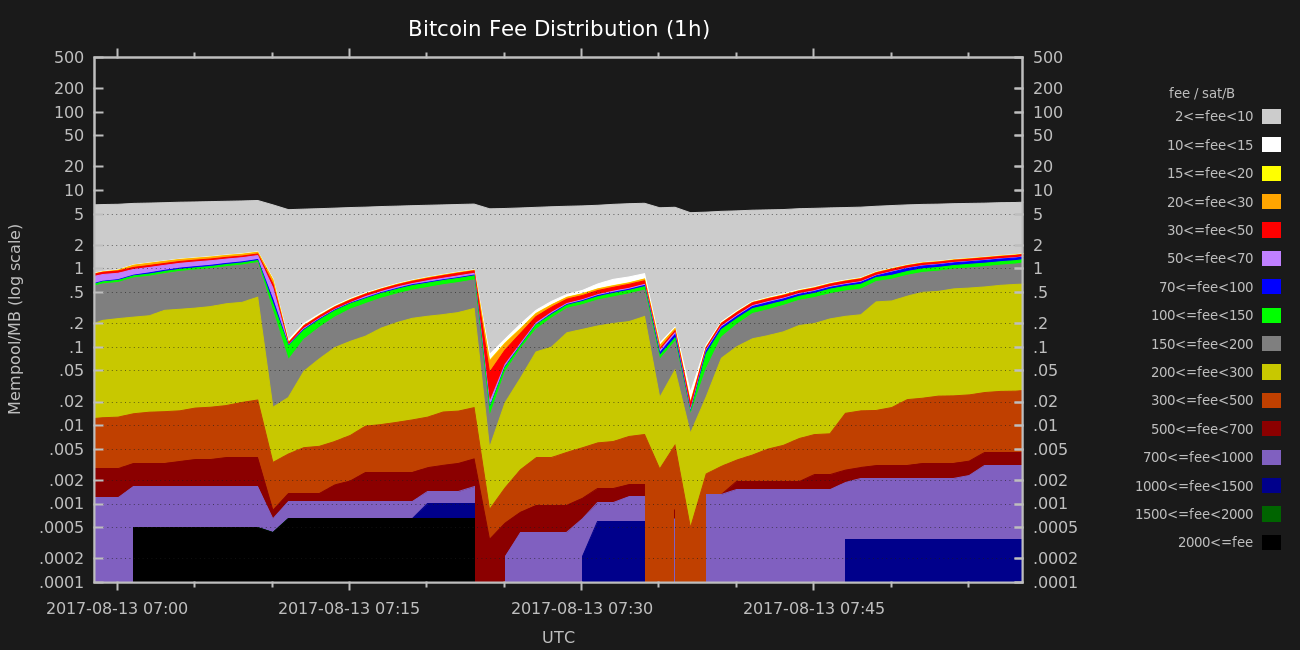 Bitcoin Fee Distribution (1h)
Mempool/MB (log scale)
500
200
100
50
20
10
5
2
1
.5
.2
.1
.05
.02
.01
.005
.002
.001
.0005
.0002
.0001
500
200
100
50
20
10
5
2
1
.5
.2
.1
.05
.02
.01
.005
.002
.001
.0005
.0002
.0001
2017-08-13 07:00
2017-08-13 07:15
2017-08-13 07:30
2017-08-13 07:45
UTC
fee / sat/B
2<=fee<10
10<=fee<15
15<=fee<20
20<=fee<30
30<=fee<50
50<=fee<70
70<=fee<100
100<=fee<150
150<=fee<200
200<=fee<300
300<=fee<500
500<=fee<700
700<=fee<1000
1000<=fee<1500
1500<=fee<2000
2000<=fee